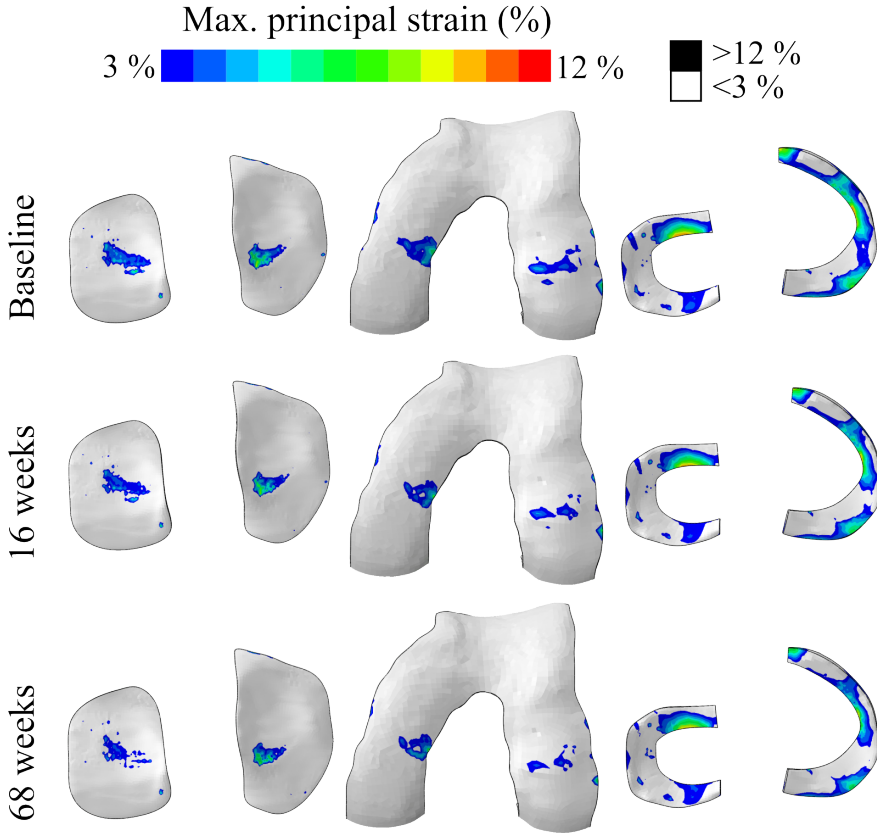 Max. principal strain (%)
3 %
12 %
>12 %
<3 %
Baseline
16 weeks
68 weeks